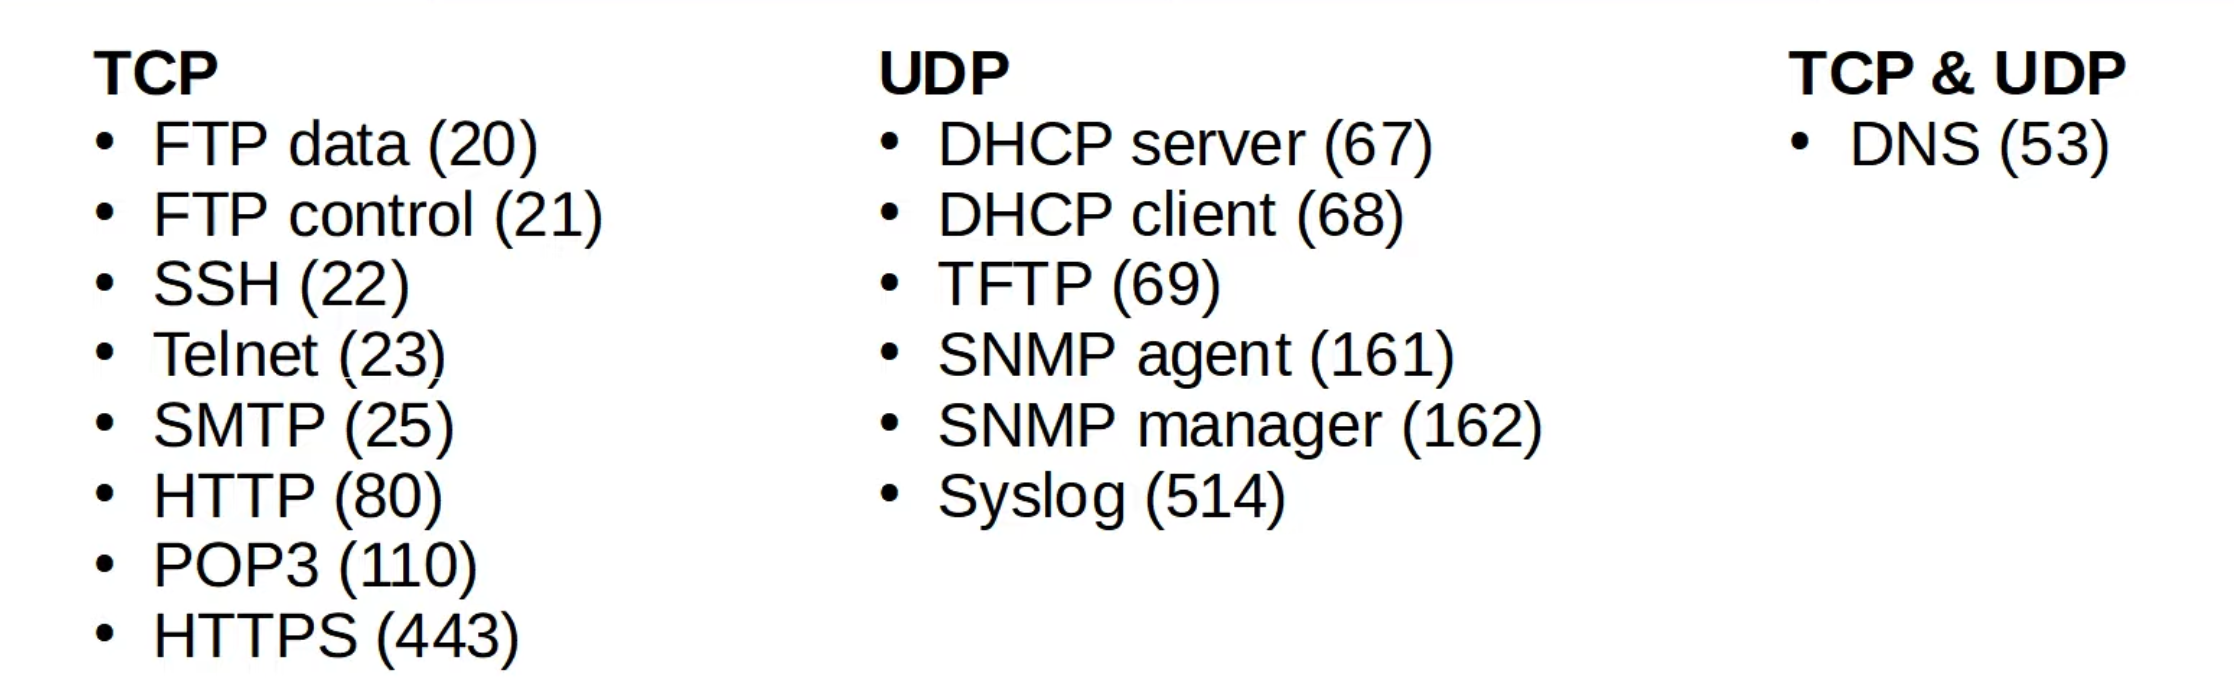 TCP
• FTP data (20)
• FTP control (21)
• SSH (22)
• Telnet (23)
• SMTP (25)
• HTTP (80)
• POP3 (110)
• HTTPS (443)
UDP
• DHCP server (67)
• DHCP client (68)
• TFTP (69)
• SNMP agent (161)
• SNMP manager (162)
• Syslog (514)
TCP & UDP
• DNS (53)